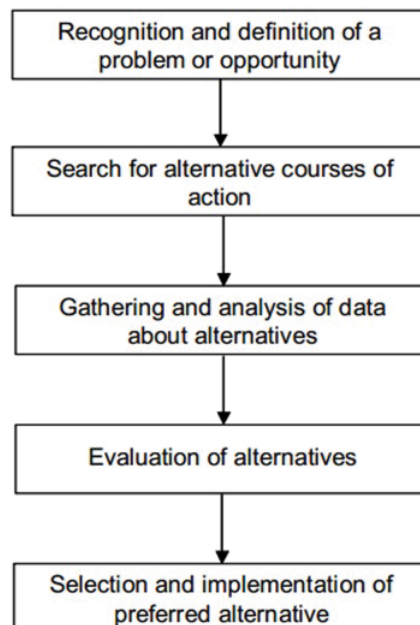 Recognition and definition of a
problem or opportunity
Search for alternative courses of
action
Gathering and analysis of data
about alternatives
Evaluation of alternatives
Selection and implementation of
preferred alternative